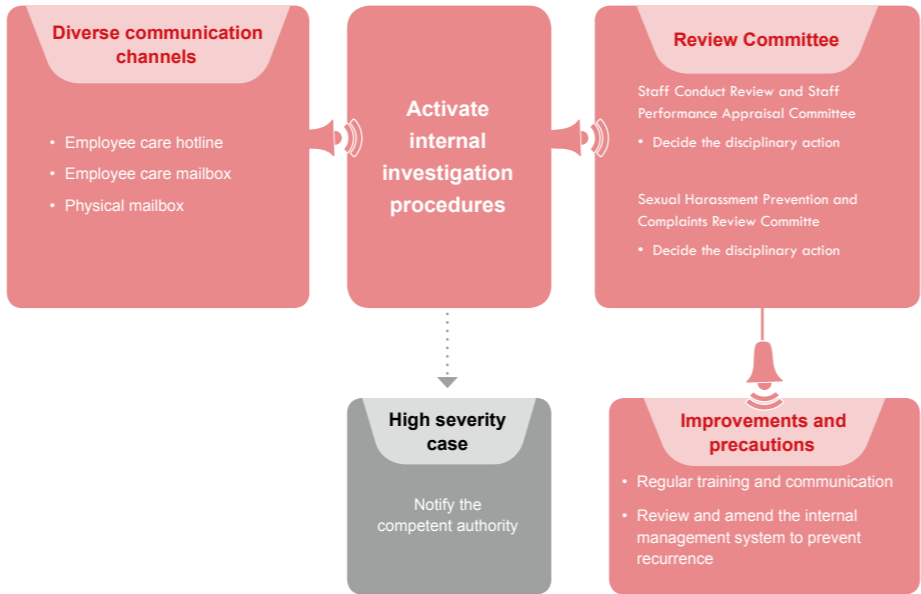 Diverse communication
channels
• Employee care hotline
• Employee care mailbox
• Physical mailbox
Activate
internal
investigation
procedures
Review Committee
Staff Conduct Review and Staff
Performance Appraisal Committee
• Decide the disciplinary action
Sexual Harassment Prevention and
Complaints Review Committe
• Decide the disciplinary action
High severity
case
Notify the
competent authority
Improvements and
precautions
• Regular training and communication
• Review and amend the internal
management system to prevent
recurrence